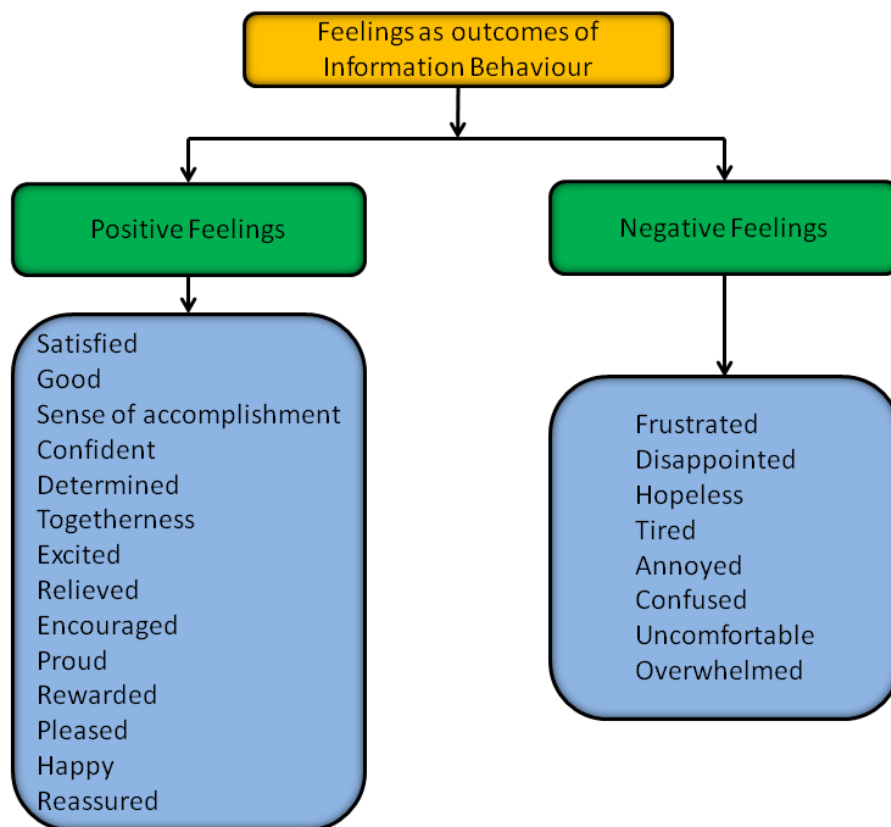 Feelings as outcomes of
Information Behaviour
Positive Feelings
Negative Feelings
Satisfied
Good
Sense of accomplishment
Confident
Determined
Togetherness
Excited
Relieved
Encouraged
Proud
Rewarded
Pleased
Happy
Reassured
Frustrated
Disappointed
Hopeless
Tired
Annoyed
Confused
Uncomfortable
Overwhelmed